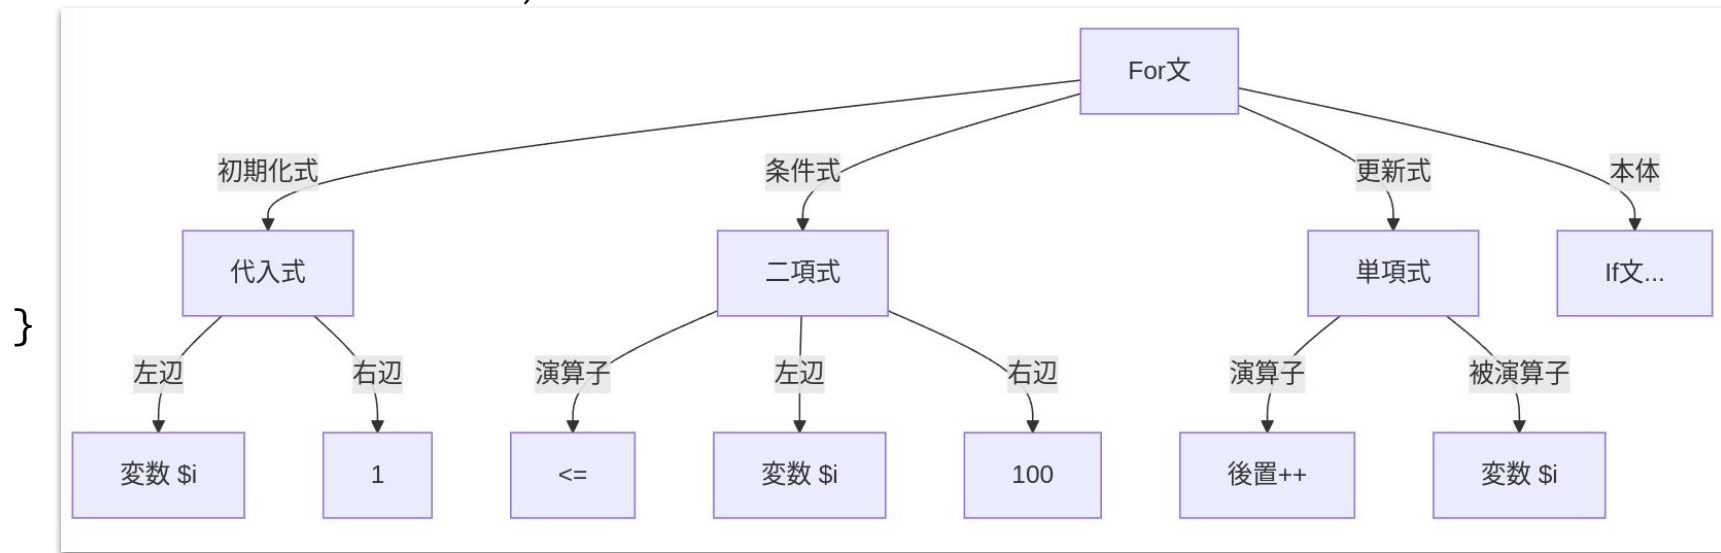 For文
初期化式
条件式
更新式
本体
代入式
二項式
単項式
If文...
}
左辺
右辺
演算子
左辺
右辺
演算子
被演算子
変数 $i
1
<=
変数 $i
100
後置++
変数 $i